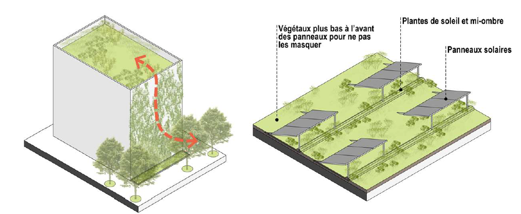 Végétaux plus bas à l'avant
des panneaux pour ne pas
les masquer
Plantes de soleil et mi-ombre
Panneaux solaires